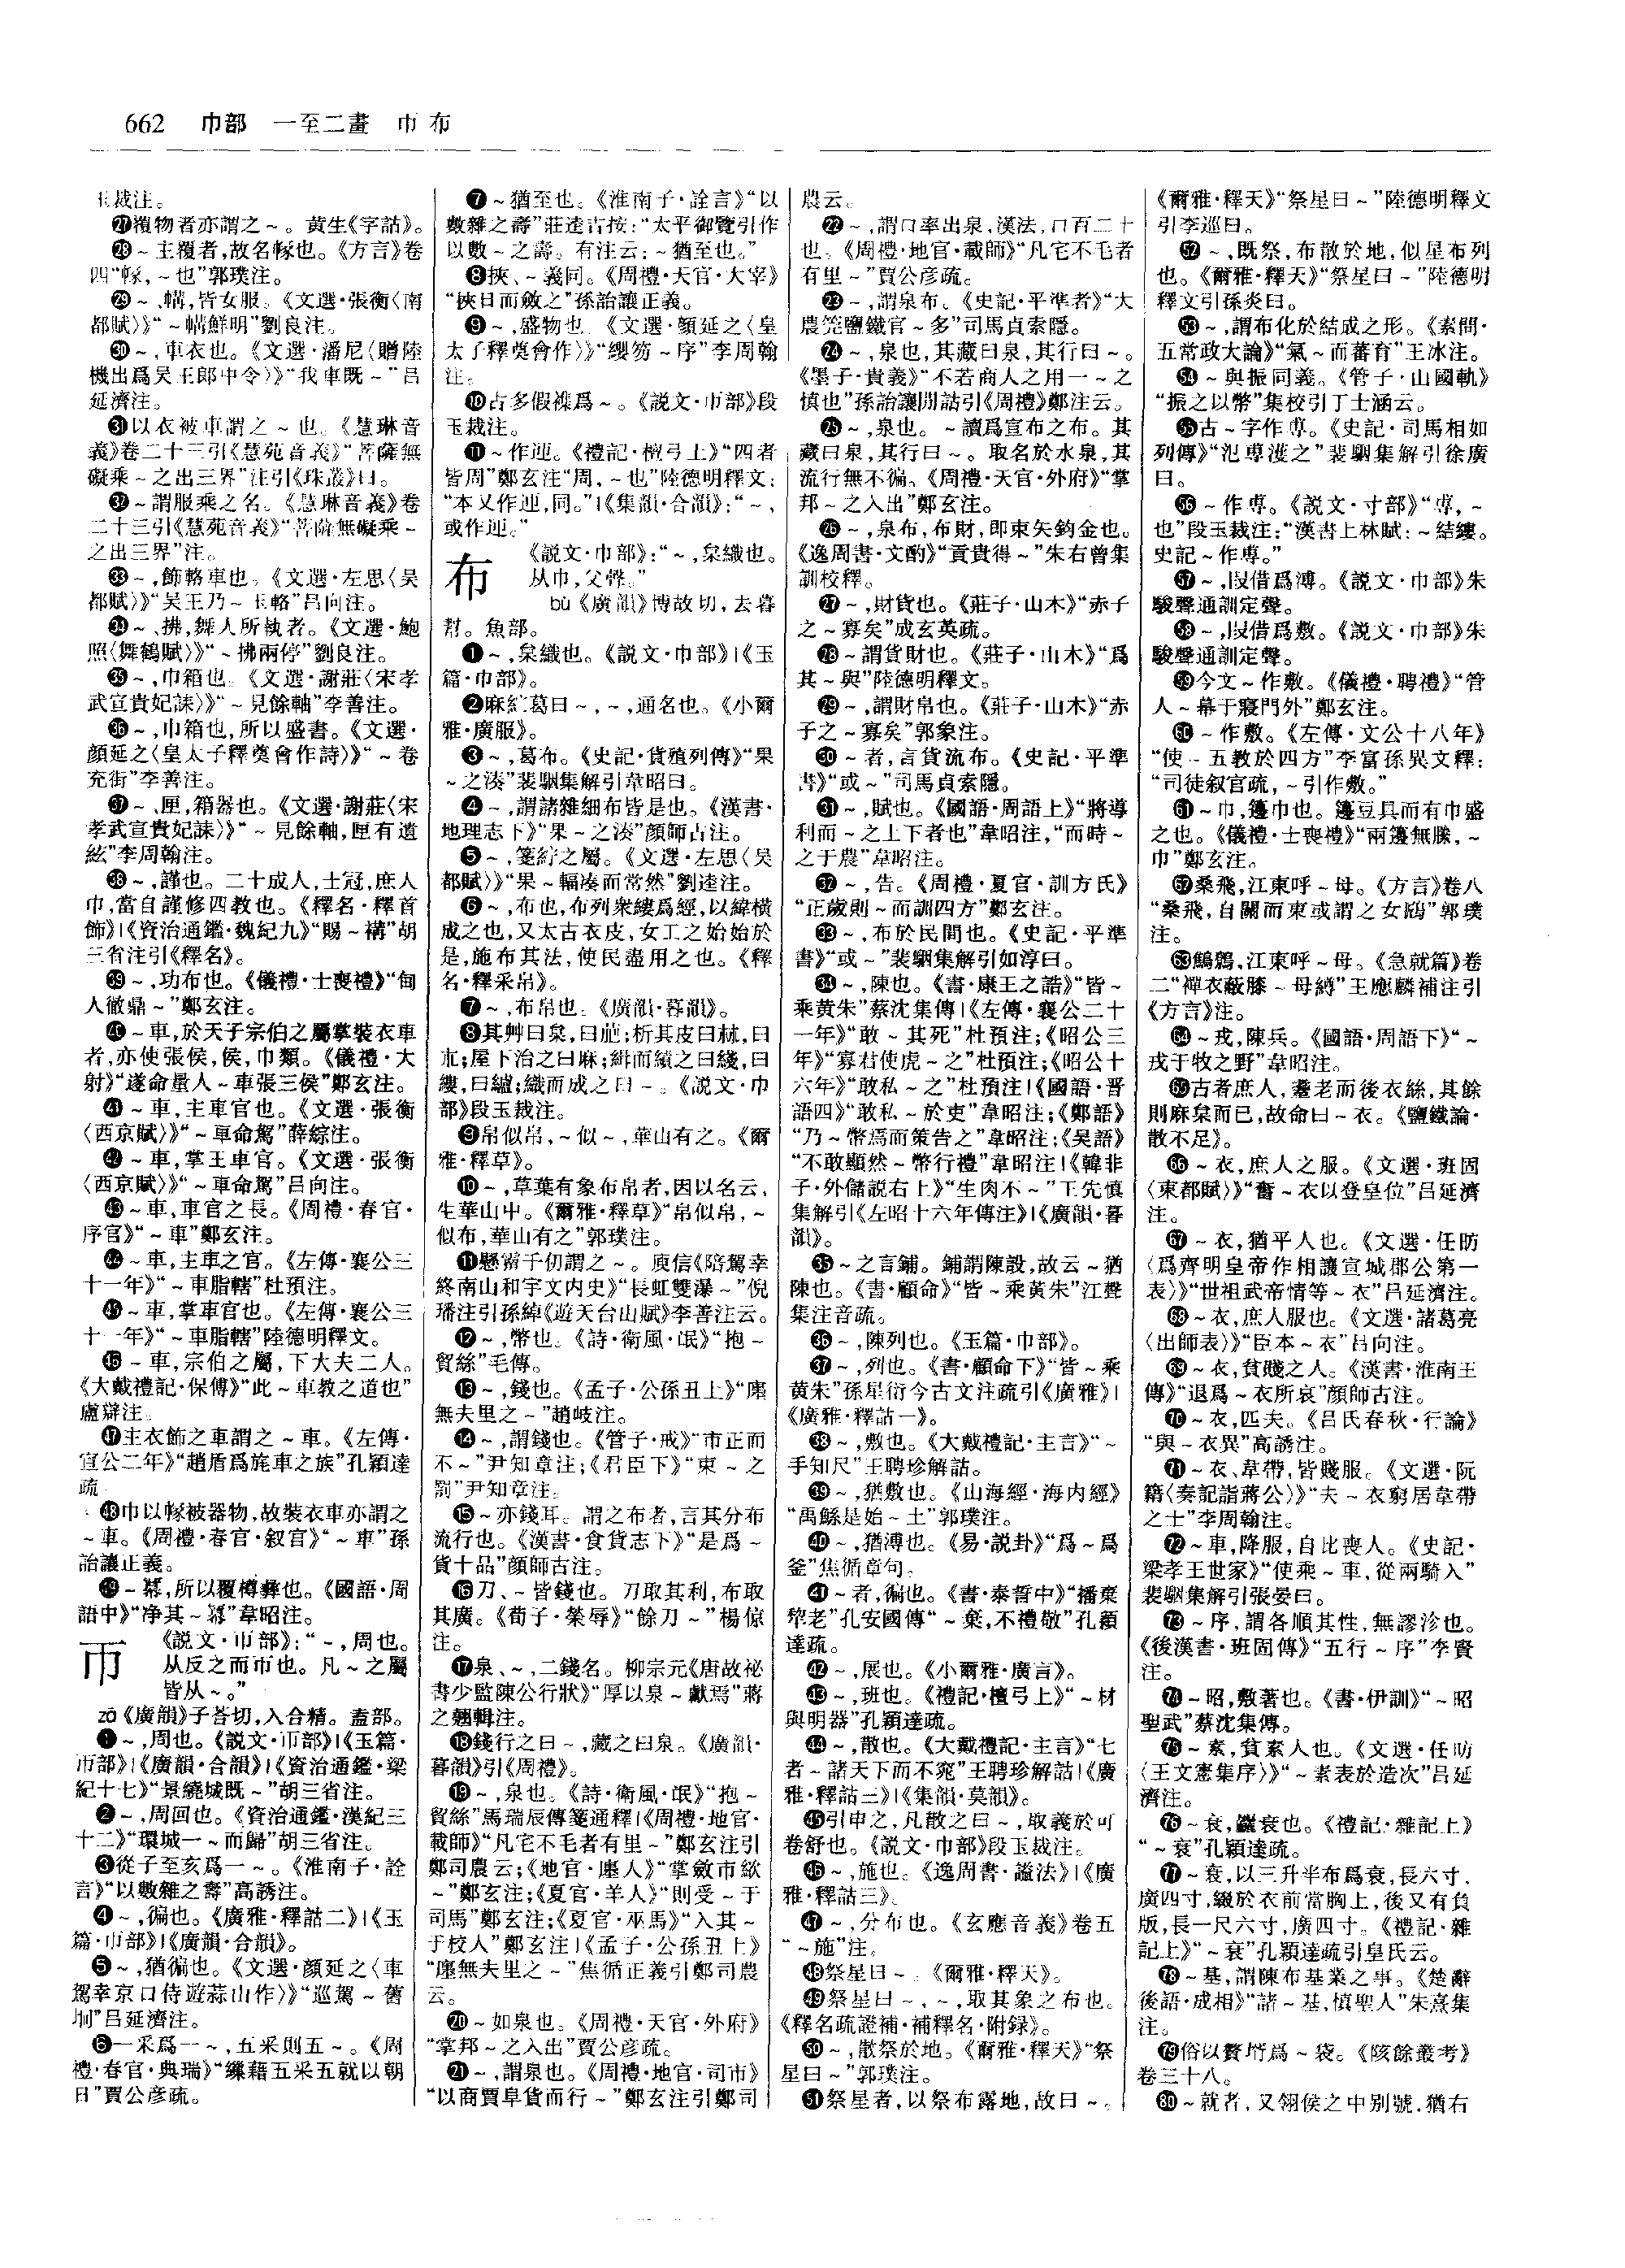 662 巾部 一至二畫 帀 布
玉裁注。
㉗覆物者亦謂之～。黄生《字詁》。
㉘～主覆者,故名幏也。《方言》卷
四“幏,～也”郭璞注。
㉙～、幘,皆女服。《文選·張衡〈南
都賦〉》“～幘鮮明”劉良注。
㉚～,車衣也。《文選·潘尼〈贈陸
機出爲吴王郎中令〉》“我車既～”吕
延濟注。
㉛以衣被車謂之～也。《慧琳音
義》卷二十三引《慧苑音義》“菩薩無
礙乘～之出三界”注引《珠叢》曰。
㉜～謂服乘之名。《慧琳音義》卷
二十三引《慧苑音義》“菩薩無礙乘～
之出三界”注。
㉝～,飾輅車也。《文選·左思〈吴
都賦〉》“吴王乃～玉輅”吕向注。
㉞～、拂,舞人所執者。《文選·鮑
照〈舞鶴賦〉》“～拂兩停”劉良注。
㉟～,巾箱也。《文選·謝莊〈宋孝
武宣貴妃誄〉》“～見餘軸”李善注。
㊱～,巾箱也,所以盛書。《文選·
顔延之〈皇太子釋奠會作詩〉》“～卷
充街”李善注。
㊲～、匣,箱器也。《文選·謝莊〈宋
孝武宣貴妃誄〉》“～見餘軸,匣有遺
絃”李周翰注。
㊳～,謹也。二十成人,士冠,庶人
巾,當自謹修四教也。《釋名·釋首
飾》|《資治通鑑·魏紀九》“賜～褠”胡
三省注引《釋名》。
㊴～,功布也。《儀禮·士喪禮》“甸
人徹鼎～”鄭玄注。
㊵～車,於天子宗伯之屬掌裝衣車
者,亦使張侯,侯,巾類。《儀禮·大
射》“遂命量人～車張三侯”鄭玄注。
㊶～車,主車官也。《文選·張衡
〈西京賦〉》“～車命駕”薛綜注。
㊷～車,掌王車官。《文選·張衡
〈西京賦〉》“～車命駕”吕向注。
㊸～車,車官之長。《周禮·春官·
序官》“～車”鄭玄注。
㊹～車,主車之官。《左傳·襄公三
十一年》“～車脂轄”杜預注。
㊺～車,掌車官也。《左傳·襄公三
十一年》“～車脂轄”陸德明釋文。
㊻～車,宗伯之屬,下大夫二人。
《大戴禮記·保傅》“此～車教之道也”
盧辯注。
㊼主衣飾之車謂之～車。《左傳·
宣公二年》“趙盾爲旄車之族”孔穎達
疏。
㊽巾以幏被器物,故裝衣車亦謂之
～車。《周禮·春官·叙官》“～車”孫
詒讓正義。
㊾～冪,所以覆樽彝也。《國語·周
語中》“净其～冪”韋昭注。
帀 《説文·帀部》:“～,周也。
从反之而帀也。凡～之屬
皆从～。”
zā《廣韻》子荅切,入合精。盍部。
❶～,周也。《説文·帀部》|《玉篇·
帀部》|《廣韻·合韻》|《資治通鑑·梁
紀十七》“景繞城既～”胡三省注。
❷～,周回也。《資治通鑑·漢紀三
十二》“環城一～而歸”胡三省注。
❸從子至亥爲一～。《淮南子·詮
言》“以數雜之壽”高誘注。
❹～,徧也。《廣雅·釋詁二》|《玉
篇·帀部》|《廣韻·合韻》。
❺～,猶徧也。《文選·顔延之〈車
駕幸京口侍遊蒜山作〉》“巡駕～舊
坰”吕延濟注。
❻一采爲一～,五采則五～。《周
禮·春官·典瑞》“繅藉五采五就以朝
日”賈公彦疏。
❼～猶至也。《淮南子·詮言》“以
數雜之壽”莊逵吉按:“太平御覽引作
以數～之壽。有注云:～猶至也。”
❽挾、～義同。《周禮·天官·大宰》
“挾日而斂之”孫詒讓正義。
❾～,盛物也。《文選·顔延之〈皇
太子釋奠會作〉》“纓笏～序”李周翰
注。
❿古多假襍爲～。《説文·帀部》段
玉裁注。
⓫～作迊。《禮記·檀弓上》“四者
皆周”鄭玄注“周,～也”陸德明釋文:
“本又作迊,同。”|《集韻·合韻》:“～,
或作迊。”
布 《説文·巾部》:“～,枲織也。
从巾,父聲。”
bù《廣韻》博故切,去暮
幫。魚部。
❶～,枲織也。《説文·巾部》|《玉
篇·巾部》。
❷麻紵葛曰～,～,通名也。《小爾
雅·廣服》。
❸～,葛布。《史記·貨殖列傳》“果
～之湊”裴駰集解引韋昭曰。
❹～,謂諸雜細布皆是也。《漢書·
地理志下》“果～之湊”顔師古注。
❺～,箋紵之屬。《文選·左思〈吴
都賦〉》“果～輻湊而常然”劉逵注。
❻～,布也,布列衆縷爲經,以緯横
成之也,又太古衣皮,女工之始始於
是,施布其法,使民盡用之也。《釋
名·釋采帛》。
❼～,布帛也。《廣韻·暮韻》。
❽其艸曰枲,曰萉;析其皮曰𣏟,曰
𣎳;屋下治之曰麻;緝而績之曰綫,曰
縷,曰纑;織而成之曰～。《説文·巾
部》段玉裁注。
❾帛似帛,～似～,華山有之。《爾
雅·釋草》。
❿～,草葉有象布帛者,因以名云,
生華山中。《爾雅·釋草》“帛似帛,～
似布,華山有之”郭璞注。
⓫懸霤千仞謂之～。庾信《陪駕幸
終南山和宇文内史》“長虹雙瀑～”倪
璠注引孫綽《遊天台山賦》李善注云。
⓬～,幣也。《詩·衛風·氓》“抱～
貿絲”毛傳。
⓭～,錢也。《孟子·公孫丑上》“廛
無夫里之～”趙岐注。
⓮～,謂錢也。《管子·戒》“市正而
不～”尹知章注;《君臣下》“束～之
罰”尹知章注。
⓯～亦錢耳。謂之布者,言其分布
流行也。《漢書·食貨志下》“是爲～
貨十品”顔師古注。
⓰刀、～皆錢也。刀取其利,布取
其廣。《荀子·榮辱》“餘刀～”楊倞
注。
⓱泉、～,二錢名。柳宗元《唐故祕
書少監陳公行狀》“厚以泉～獻焉”蔣
之翹輯注。
⓲錢行之曰～,藏之曰泉。《廣韻·
暮韻》引《周禮》。
⓳～,泉也。《詩·衛風·氓》“抱～
貿絲”馬瑞辰傳箋通釋|《周禮·地官·
載師》“凡宅不毛者有里～”鄭玄注引
鄭司農云;《地官·廛人》“掌斂市絘
～”鄭玄注;《夏官·羊人》“則受～于
司馬”鄭玄注;《夏官·巫馬》“入其～
于校人”鄭玄注|《孟子·公孫丑上》
“廛無夫里之～”焦循正義引鄭司農
云。
⓴～如泉也。《周禮·天官·外府》
“掌邦～之入出”賈公彦疏。
㉑～,謂泉也。《周禮·地官·司市》
“以商賈阜貨而行～”鄭玄注引鄭司
農云。
㉒～,謂口率出泉,漢法,口百二十
也。《周禮·地官·載師》“凡宅不毛者
有里～”賈公彦疏。
㉓～,謂泉布。《史記·平準者》“大
農筦鹽鐵官～多”司馬貞索隱。
㉔～,泉也,其藏曰泉,其行曰～。
《墨子·貴義》“不若商人之用一～之
慎也”孫詒讓閒詁引《周禮》鄭注云。
㉕～,泉也。～讀爲宣布之布。其
藏曰泉,其行曰～。取名於水泉,其
流行無不徧。《周禮·天官·外府》“掌
邦～之入出”鄭玄注。
㉖～,泉布,布財,即束矢鈞金也。
《逸周書·文酌》“貢貴得～”朱右曾集
訓校釋。
㉗～,財貨也。《莊子·山木》“赤子
之～寡矣”成玄英疏。
㉘～謂貨財也。《莊子·山木》“爲
其～與”陸德明釋文。
㉙～,謂財帛也。《莊子·山木》“赤
子之～寡矣”郭象注。
㉚～者,言貨流布。《史記·平準
書》“或～”司馬貞索隱。
㉛～,賦也。《國語·周語上》“將導
利而～之上下者也”韋昭注,“而時～
之于農”韋昭注。
㉜～,告。《周禮·夏官·訓方氏》
“正歲則～而訓四方”鄭玄注。
㉝～,布於民間也。《史記·平準
書》“或～”裴駰集解引如淳曰。
㉞～,陳也。《書·康王之誥》“皆～
乘黄朱”蔡沈集傳|《左傳·襄公二十
一年》“敢～其死”杜預注;《昭公三
年》“寡君使虎～之”杜預注;《昭公十
六年》“敢私～之”杜預注|《國語·晋
語四》“敢私～於吏”韋昭注;《鄭語》
“乃～幣焉而策告之”韋昭注;《吴語》
“不敢顯然～幣行禮”韋昭注|《韓非
子·外儲説右上》“生肉不～”王先慎
集解引《左昭十六年傳注》|《廣韻·暮
韻》。
㉟～之言鋪。鋪謂陳設,故云～猶
陳也。《書·顧命》“皆～乘黄朱”江聲
集注音疏。
㊱～,陳列也。《玉篇·巾部》。
㊲～,列也。《書·顧命下》“皆～乘
黄朱”孫星衍今古文注疏引《廣雅》|
《廣雅·釋詁一》。
㊳～,敷也。《大戴禮記·主言》“～
手知尺”王聘珍解詁。
㊴～,猶敷也。《山海經·海内經》
“禹鯀是始～土”郭璞注。
㊵～,猶溥也。《易·説卦》“爲～爲
釜”焦循章句。
㊶～者,徧也。《書·泰誓中》“播棄
犂老”孔安國傳“～棄,不禮敬”孔穎
達疏。
㊷～,展也。《小爾雅·廣言》。
㊸～,班也。《禮記·檀弓上》“～材
與明器”孔穎達疏。
㊹～,散也。《大戴禮記·主言》“七
者～諸天下而不窕”王聘珍解詁|《廣
雅·釋詁三》|《集韻·莫韻》。
㊺引申之,凡散之曰～,取義於可
卷舒也。《説文·巾部》段玉裁注。
㊻～,施也。《逸周書·謚法》|《廣
雅·釋詁三》。
㊼～,分布也。《玄應音義》卷五
“～施”注。
㊽祭星曰～。《爾雅·釋天》。
㊾祭星曰～,～,取其象之布也。
《釋名疏證補·補釋名·附録》。
㊿～,散祭於地。《爾雅·釋天》“祭
星曰～”郭璞注。
51祭星者,以祭布露地,故曰～。
《爾雅·釋天》“祭星曰～”陸德明釋文
引李巡曰。
52～,既祭,布散於地,似星布列
也。《爾雅·釋天》“祭星曰～”陸德明
釋文引孫炎曰。
53～,謂布化於結成之形。《素問·
五常政大論》“氣～而蕃育”王冰注。
54～與振同義。《管子·山國軌》
“振之以幣”集校引丁士涵云。
55古～字作尃。《史記·司馬相如
列傳》“氾尃濩之”裴駰集解引徐廣
曰。
56～作尃。《説文·寸部》“尃,～
也”段玉裁注:“漢書上林賦:～結縷。
史記～作尃。”
57～,叚借爲溥。《説文·巾部》朱
駿聲通訓定聲。
58～,叚借爲敷。《説文·巾部》朱
駿聲通訓定聲。
59今文～作敷。《儀禮·聘禮》“管
人～幕于寢門外”鄭玄注。
60～作敷。《左傳·文公十八年》
“使～五教於四方”李富孫異文釋:
“司徒叙官疏,～引作敷。”
61～巾,籩巾也。籩豆具而有巾盛
之也。《儀禮·士喪禮》“兩籩無縢,～
巾”鄭玄注。
62桑飛,江東呼～母。《方言》卷八
“桑飛,自關而東或謂之女鴎”郭璞
注。
63鷦鷯,江東呼～母。《急就篇》卷
二“襌衣蔽膝～母縛”王應麟補注引
《方言》注。
64～戎,陳兵。《國語·周語下》“～
戎于牧之野”韋昭注。
65古者庶人,耋老而後衣絲,其餘
則麻枲而已,故命曰～衣。《鹽鐵論·
散不足》。
66～衣,庶人之服。《文選·班固
〈東都賦〉》“奮～衣以登皇位”吕延濟
注。
67～衣,猶平人也。《文選·任昉
〈爲齊明皇帝作相讓宣城郡公第一
表〉》“世祖武帝情等～衣”吕延濟注。
68～衣,庶人服也。《文選·諸葛亮
〈出師表〉》“臣本～衣”吕向注。
69～衣,貧賤之人。《漢書·淮南王
傳》“退爲～衣所哀”顔師古注。
70～衣,匹夫。《吕氏春秋·行論》
“與～衣異”高誘注。
71～衣、韋帶,皆賤服。《文選·阮
籍〈奏記詣蔣公〉》“夫～衣窮居韋帶
之士”李周翰注。
72～車,降服,自比喪人。《史記·
梁孝王世家》“使乘～車,從兩騎入”
裴駰集解引張晏曰。
73～序,謂各順其性,無謬沴也。
《後漢書·班固傳》“五行～序”李賢
注。
74～昭,敷著也。《書·伊訓》“～昭
聖武”蔡沈集傳。
75～素,貧素人也。《文選·任昉
〈王文憲集序〉》“～素表於造次”吕延
濟注。
76～衰,麤衰也。《禮記·雜記上》
“～衰”孔穎達疏。
77～衰,以三升半布爲衰,長六寸,
廣四寸,綴於衣前當胸上,後又有負
版,長一尺六寸,廣四寸。《禮記·雜
記上》“～衰”孔穎達疏引皇氏云。
78～基,謂陳布基業之事。《楚辭
後語·成相》“諸～基,慎聖人”朱熹集
注。
79俗以贅壻爲～袋。《陔餘叢考》
卷三十八。
80～就者,又翎侯之中别號,猶右